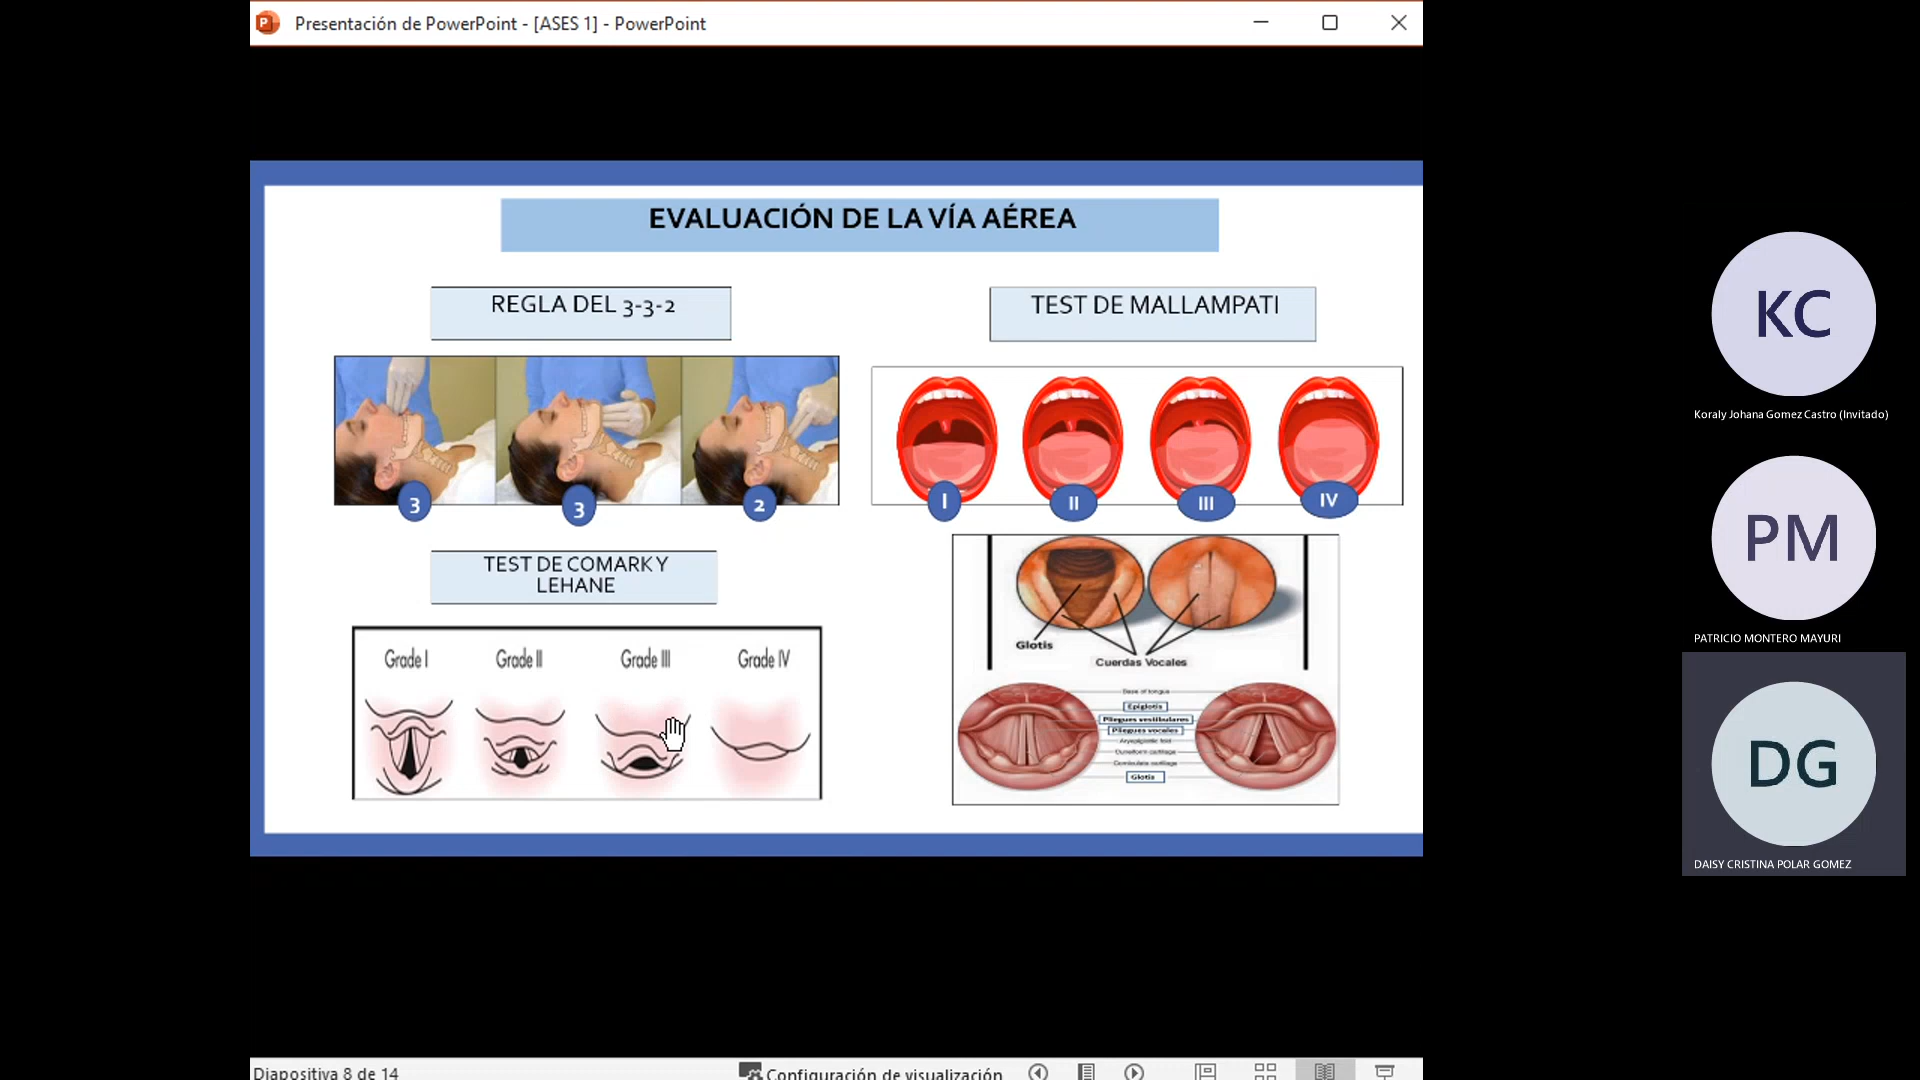 Presentación de PowerPoint - [ASES 1] - PowerPoint
EVALUACIÓN DE LA VÍA AÉREA
REGLA DEL 3-3-2
TEST DE MALLAMPATI
3
3
2
I
II
III
IV
TEST DE COMARK Y
LEHANE
Grade I
Grade II
Grade III
Grade IV
Glotis
Cuerdas Vocales
Base of tongue
Epiglotis
Pliegues vestibulares
Pliegues vocales
Aryepiglottic fold
Cuneiform cartilage
Corniculate cartilage
Glotis
KC
Koraly Johana Gomez Castro (Invitado)
PM
PATRICIO MONTERO MAYURI
DG
DAISY CRISTINA POLAR GOMEZ
Diapositiva 8 de 14
Configuración de visualización